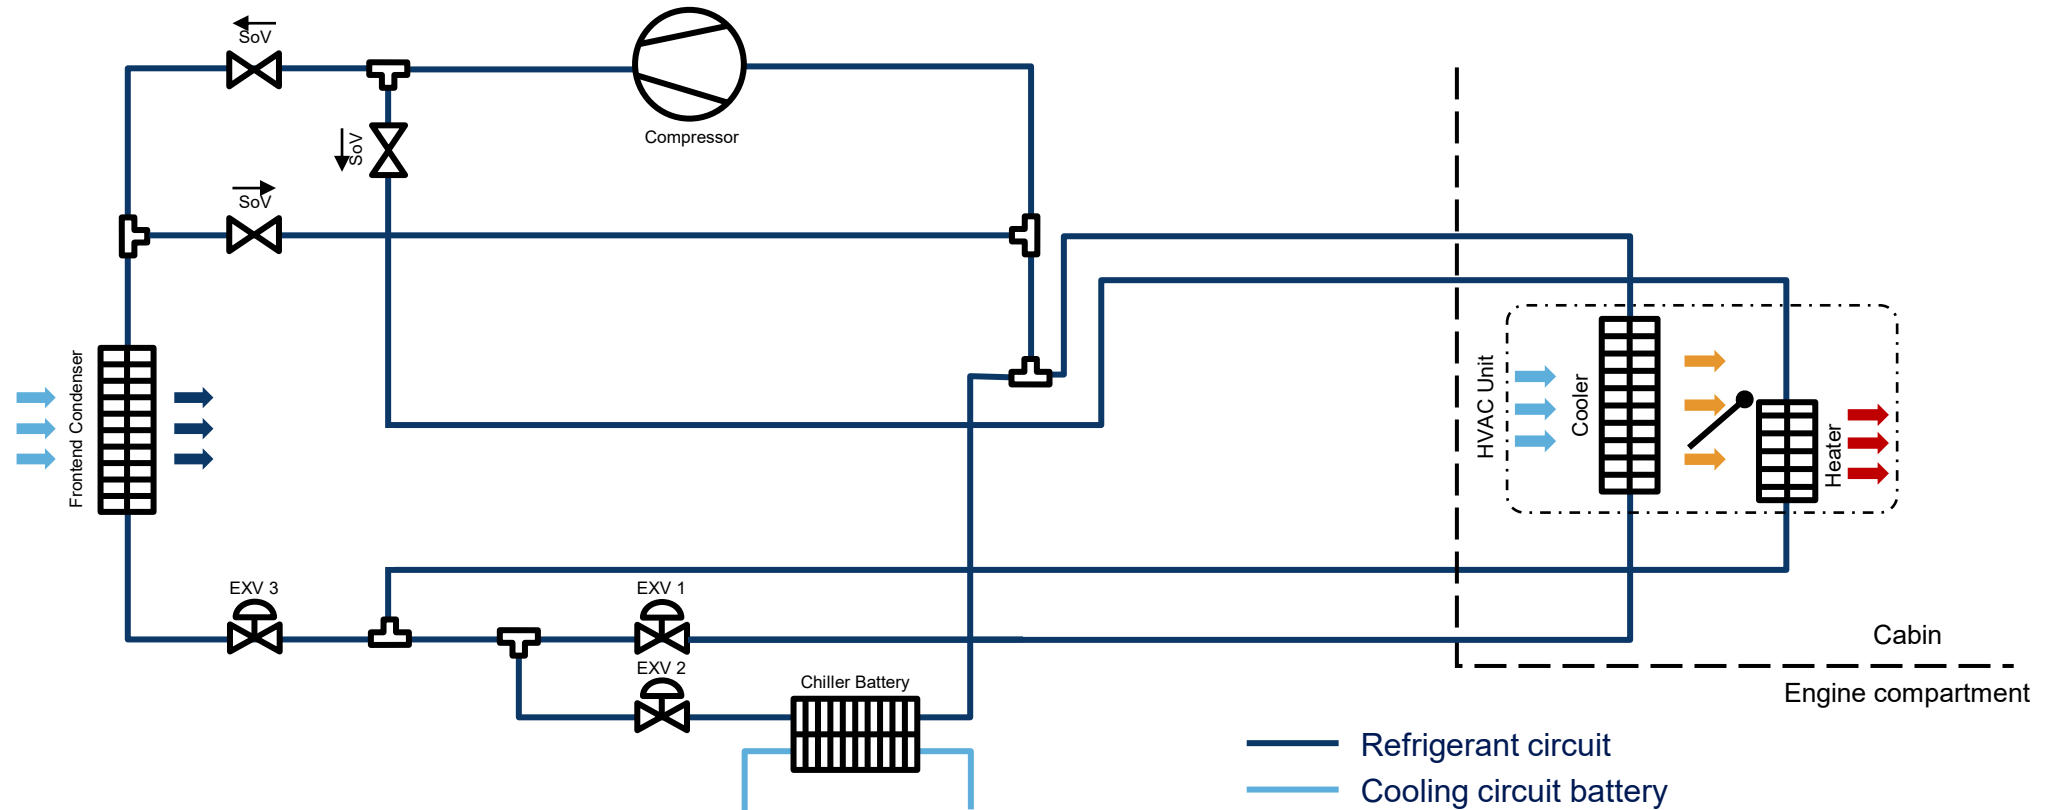 SoV
Compressor
SoV
SoV
Frontend Condenser
HVAC Unit
Cooler
Heater
EXV 3
EXV 1
EXV 2
Chiller Battery
Cabin
Engine compartment
Refrigerant circuit
Cooling circuit battery